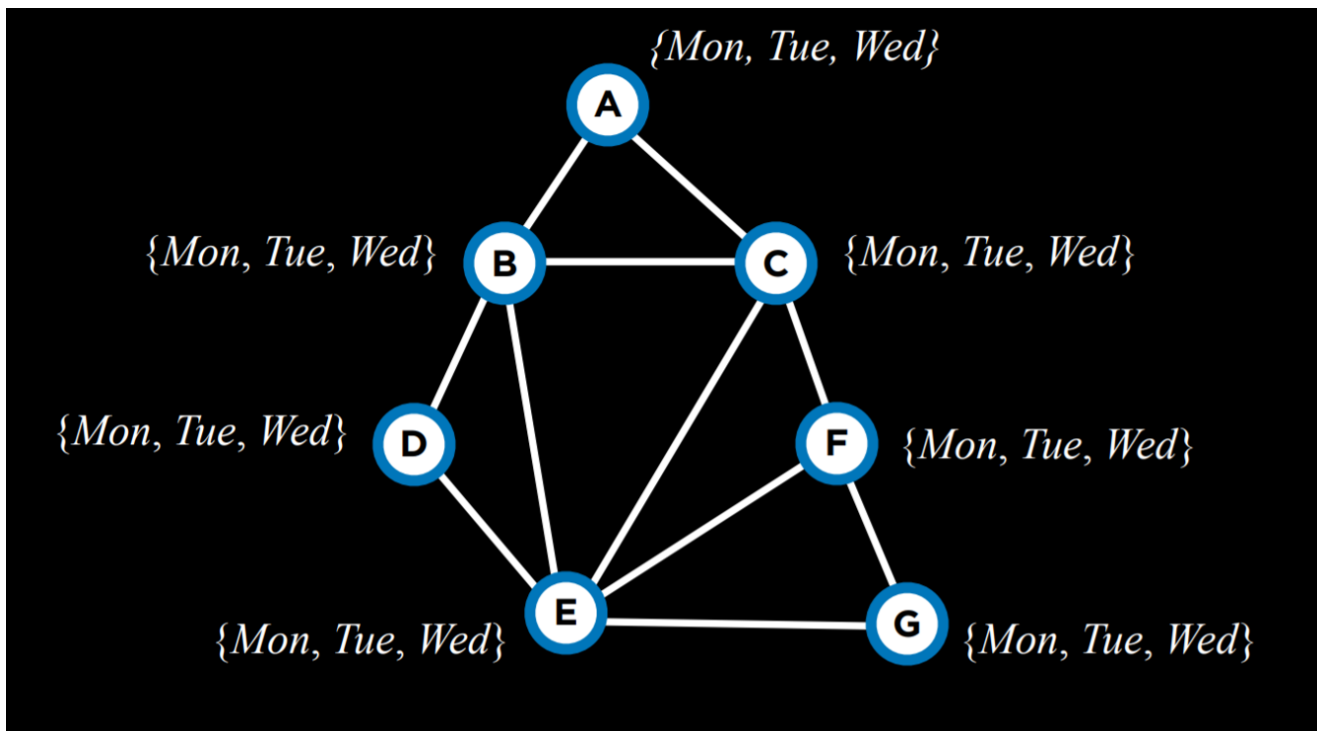 {Mon, Tue, Wed}
A
{Mon, Tue, Wed} B C {Mon, Tue, Wed}
{Mon, Tue, Wed} D F {Mon, Tue, Wed}
{Mon, Tue, Wed} E G {Mon, Tue, Wed}